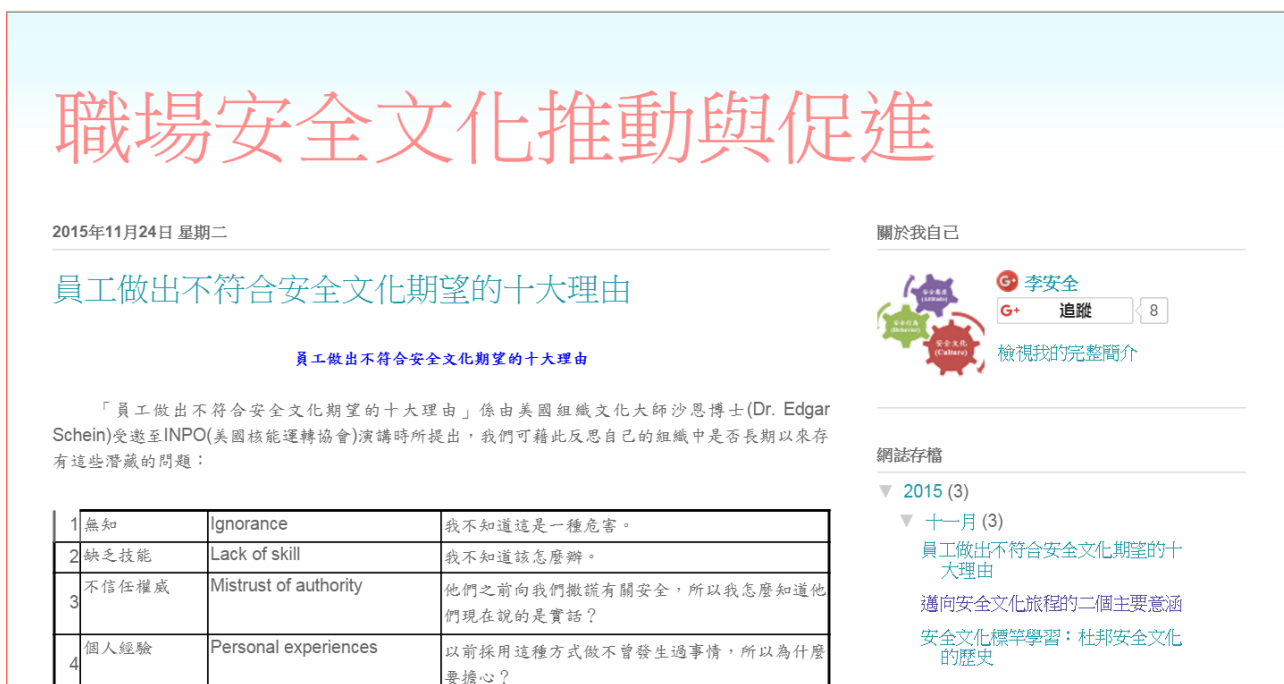 職場安全文化推動與促進
2015年11月24日 星期二
員工做出不符合安全文化期望的十大理由
員工做出不符合安全文化期望的十大理由
「員工做出不符合安全文化期望的十大理由」係由美國組織文化大師沙恩博士(Dr. Edgar
Schein)受邀至INPO(美國核能運轉協會)演講時所提出，我們可藉此反思自己的組織中是否長期以來存
有這些潛藏的問題：
1 無知 Ignorance 我不知道這是一種危害。
2 缺乏技能 Lack of skill 我不知道該怎麼辦。
3 不信任權威 Mistrust of authority 他們之前向我們撒謊有關安全，所以我怎麼知道他
們現在說的是實話？
4 個人經驗 Personal experiences 以前採用這種方式做不曾發生過事情，所以為什麼
要擔心？
關於我自己
安全態度
(Attitude)
安全行為
(Behavior)
安全文化
(Culture)
G+ 李安全
G+ 追蹤 8
檢視我的完整簡介
網誌存檔
▼ 2015 (3)
▼ 十一月 (3)
員工做出不符合安全文化期望的十
大理由
邁向安全文化旅程的二個主要意涵
安全文化標竿學習：杜邦安全文化
的歷史